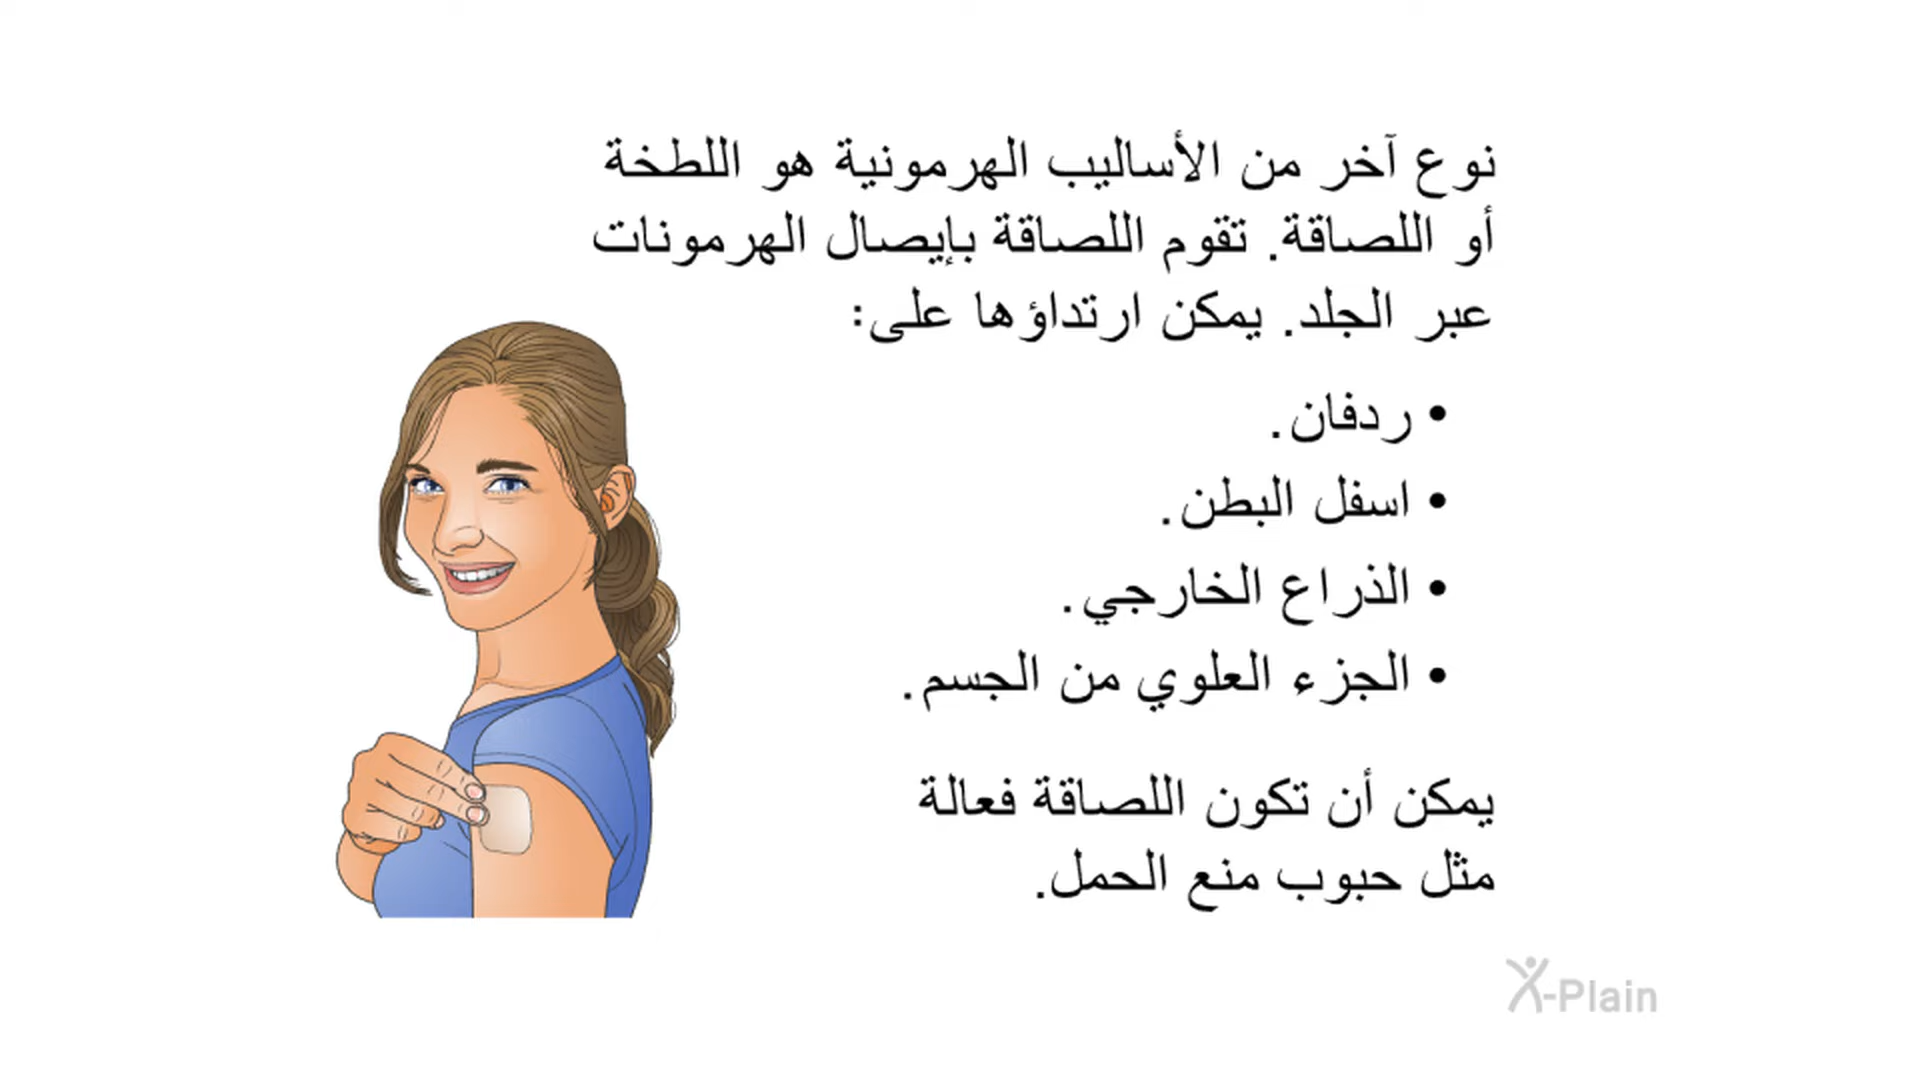 نوع آخر من الأساليب الهرمونية هو اللطخة
أو اللصاقة. تقوم اللصاقة بإيصال الهرمونات
عبر الجلد. يمكن ارتداؤها على:
• ردفان.
• اسفل البطن.
• الذراع الخارجي.
• الجزء العلوي من الجسم.
يمكن أن تكون اللصاقة فعالة
مثل حبوب منع الحمل.
X-Plain